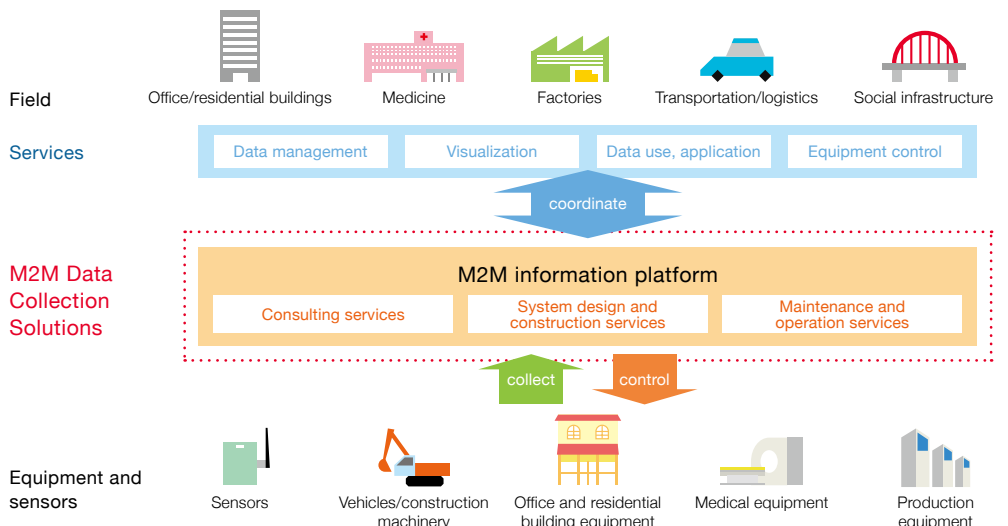 Field
Office/residential buildings
Medicine
Factories
Transportation/logistics
Social infrastructure
Services
Data management
Visualization
Data use, application
Equipment control
coordinate
M2M Data
Collection
Solutions
M2M information platform
Consulting services
System design and
construction services
Maintenance and
operation services
collect
control
Equipment and
sensors
Sensors
Vehicles/construction
machinery
Office and residential
building equipment
Medical equipment
Production
equipment